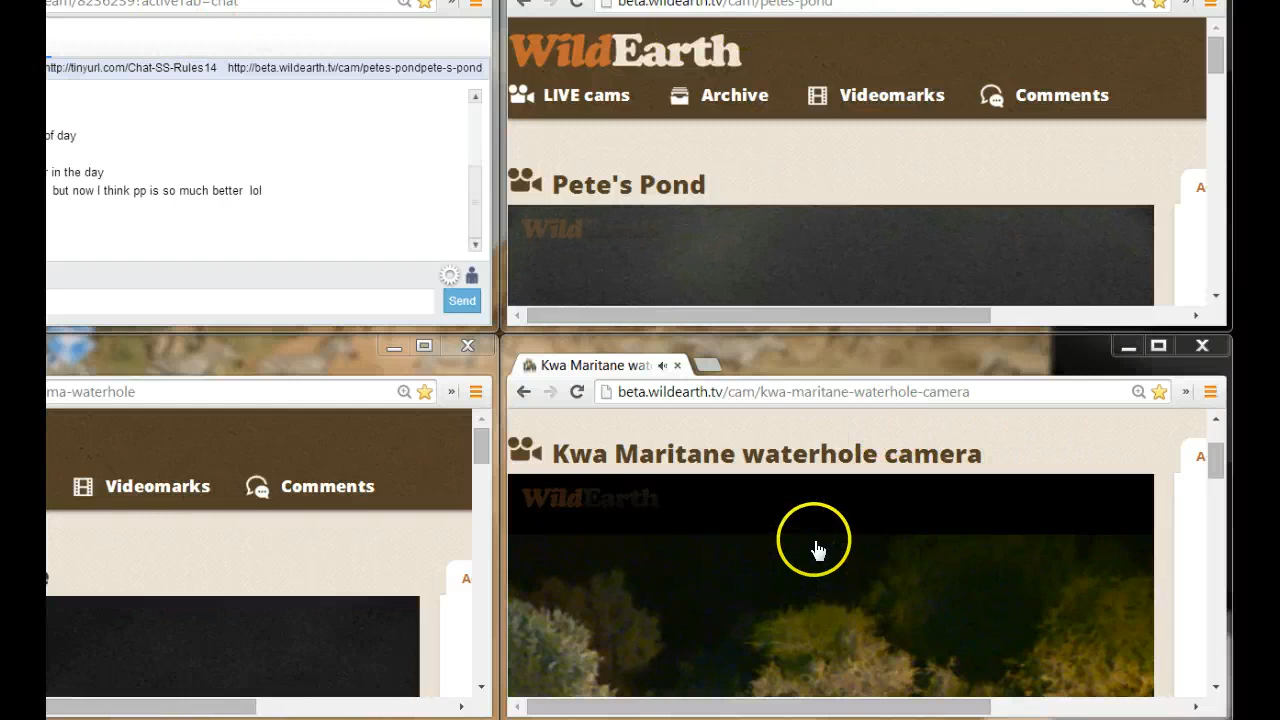 eam/8236259?activeTab=chat
http://tinyurl.com/Chat-SS-Rules14 http://beta.wildearth.tv/cam/petes-pondpete-s-pond
of day
in the day
but now I think pp is so much better lol
Send
beta.wildearth.tv/cam/petes-pond
WildEarth
LIVE cams Archive Videomarks Comments
Pete's Pond
A
WildEarth
ma-waterhole
Videomarks Comments
A
Kwa Maritane wat
beta.wildearth.tv/cam/kwa-maritane-waterhole-camera
Kwa Maritane waterhole camera
A
WildEarth